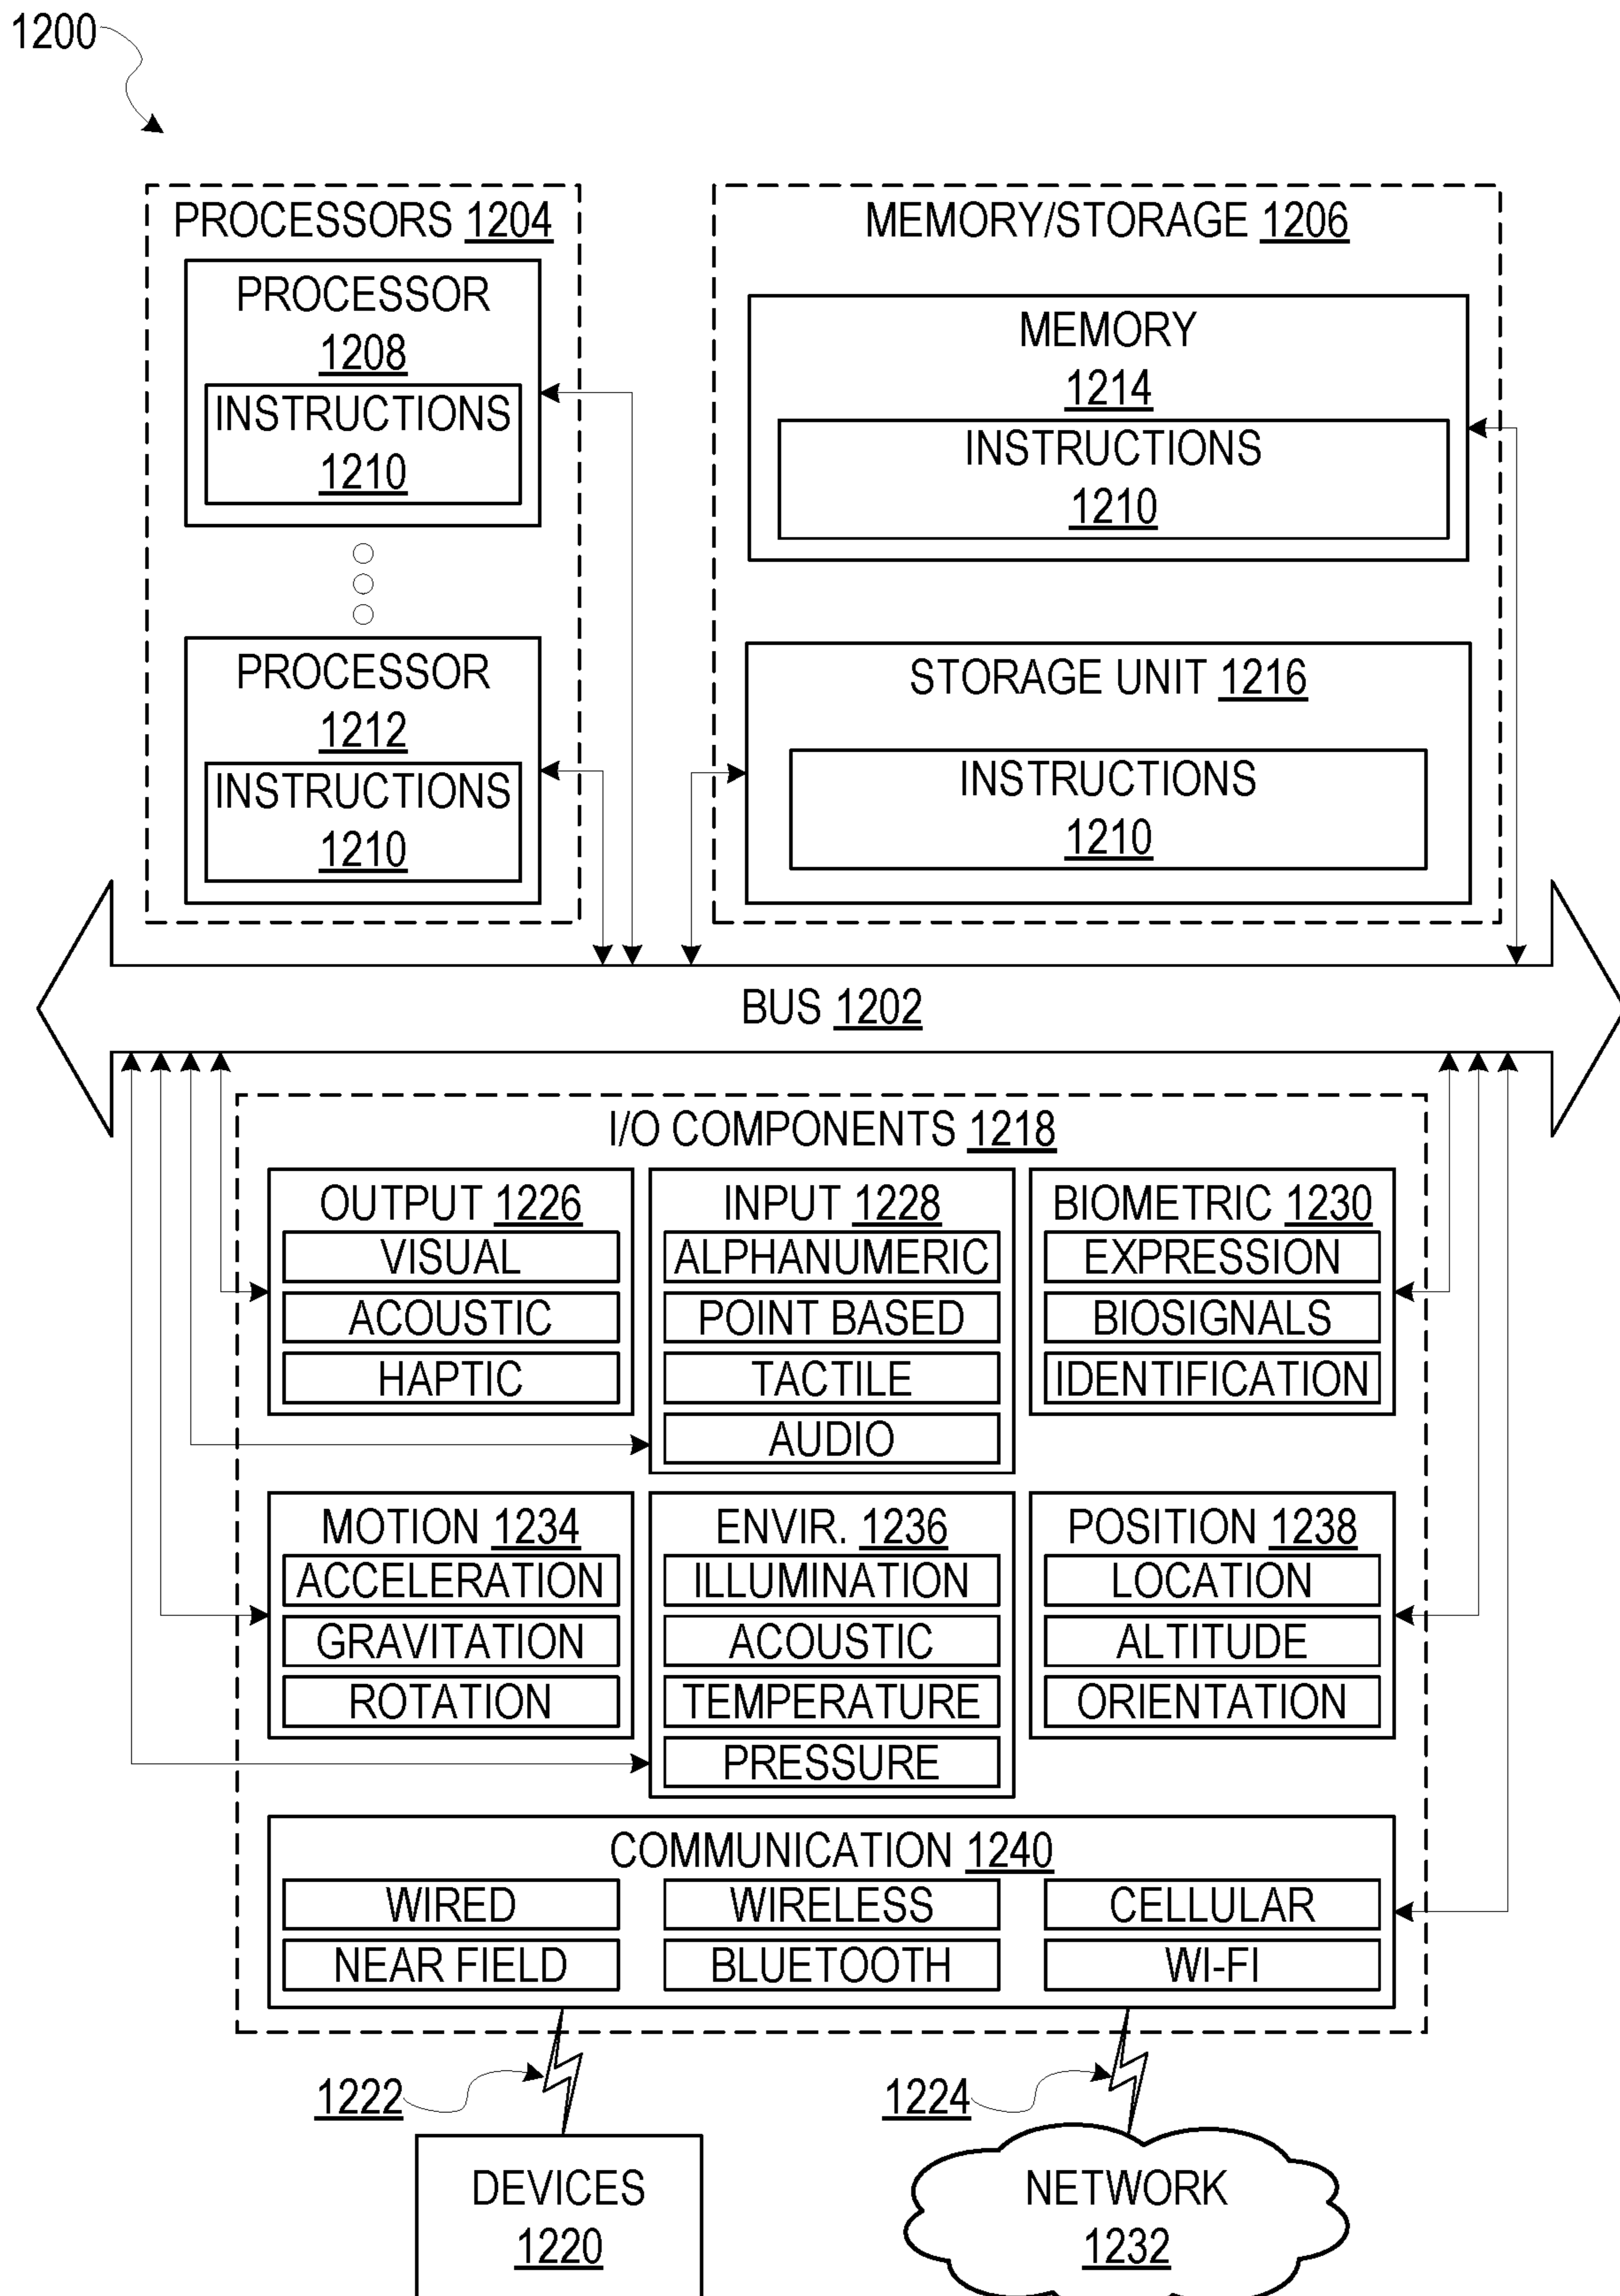 1200
PROCESSORS 1204
PROCESSOR
1208
INSTRUCTIONS
1210
PROCESSOR
1212
INSTRUCTIONS
1210
MEMORY/STORAGE 1206
MEMORY
1214
INSTRUCTIONS
1210
STORAGE UNIT 1216
INSTRUCTIONS
1210
BUS 1202
I/O COMPONENTS 1218
OUTPUT 1226
VISUAL
ACOUSTIC
HAPTIC
INPUT 1228
ALPHANUMERIC
POINT BASED
TACTILE
AUDIO
BIOMETRIC 1230
EXPRESSION
BIOSIGNALS
IDENTIFICATION
MOTION 1234
ACCELERATION
GRAVITATION
ROTATION
ENVIR. 1236
ILLUMINATION
ACOUSTIC
TEMPERATURE
PRESSURE
POSITION 1238
LOCATION
ALTITUDE
ORIENTATION
COMMUNICATION 1240
WIRED
WIRELESS
CELLULAR
NEAR FIELD
BLUETOOTH
WI-FI
1222
1224
DEVICES
1220
NETWORK
1232